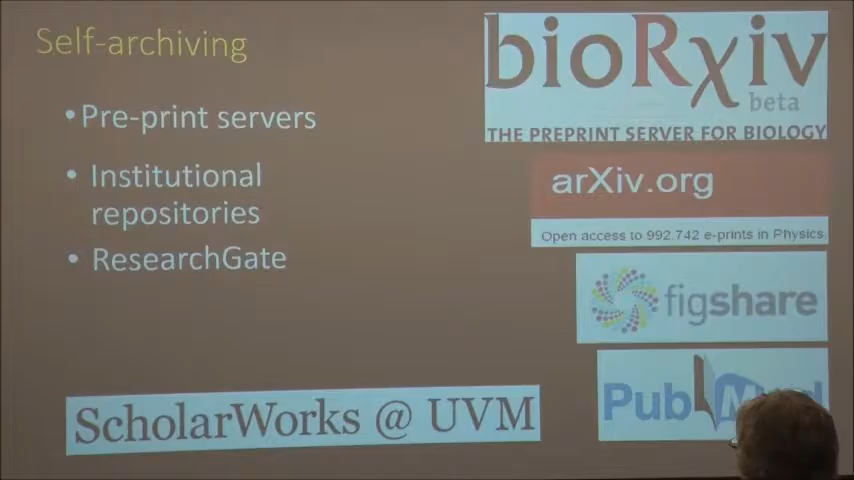 Self-archiving
•Pre-print servers
• Institutional
repositories
• ResearchGate
bioRχiv
beta
THE PREPRINT SERVER FOR BIOLOGY
arXiv.org
Open access to 992,742 e-prints in Physics,
figshare
PubMed
ScholarWorks @ UVM